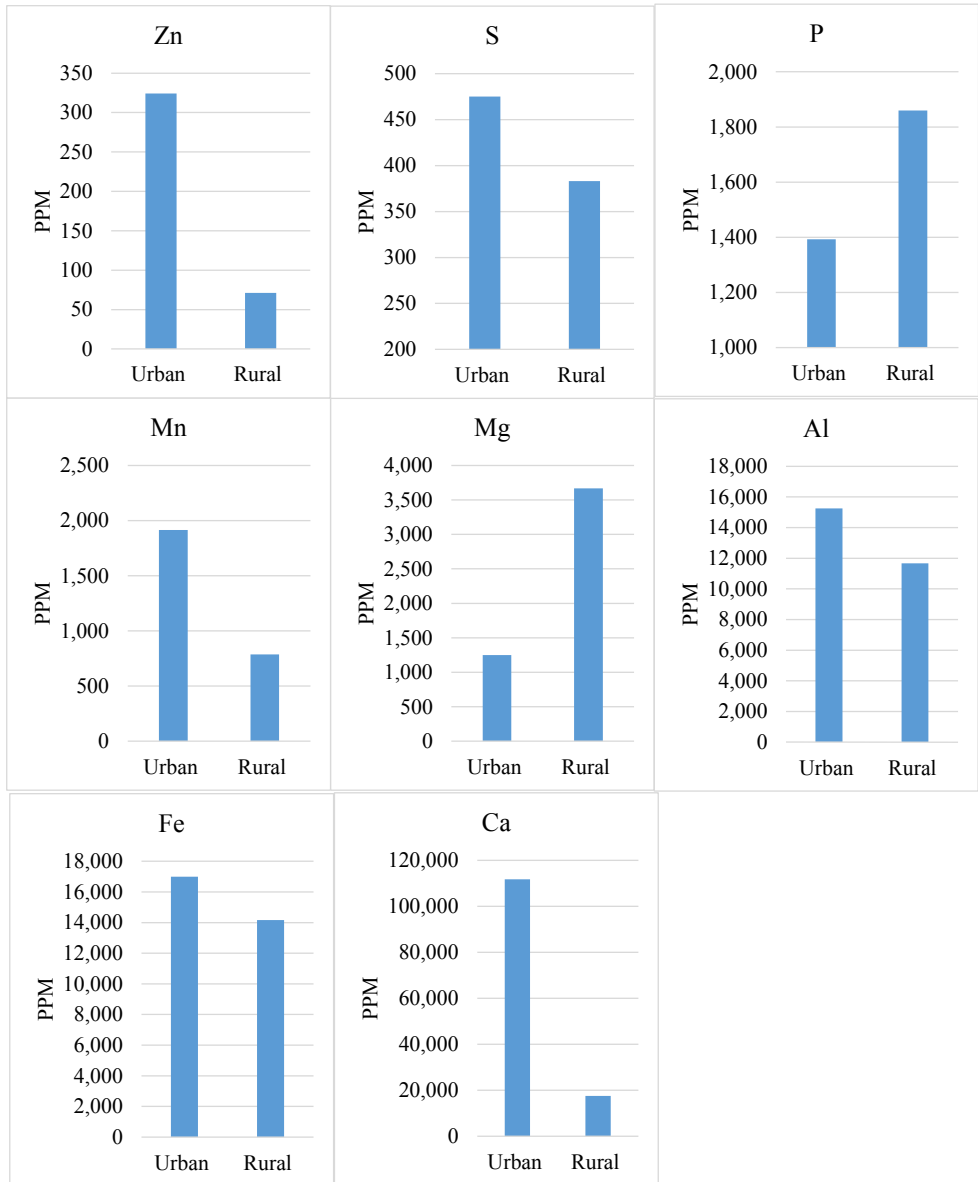 Zn
PPM
350
300
250
200
150
100
50
0
Urban Rural
S
PPM
500
450
400
350
300
250
200
Urban Rural
P
PPM
2,000
1,800
1,600
1,400
1,200
1,000
Urban Rural
Mn
PPM
2,500
2,000
1,500
1,000
500
0
Urban Rural
Mg
PPM
4,000
3,500
3,000
2,500
2,000
1,500
1,000
500
0
Urban Rural
Al
PPM
18,000
16,000
14,000
12,000
10,000
8,000
6,000
4,000
2,000
0
Urban Rural
Fe
PPM
18,000
16,000
14,000
12,000
10,000
8,000
6,000
4,000
2,000
0
Urban Rural
Ca
PPM
120,000
100,000
80,000
60,000
40,000
20,000
0
Urban Rural